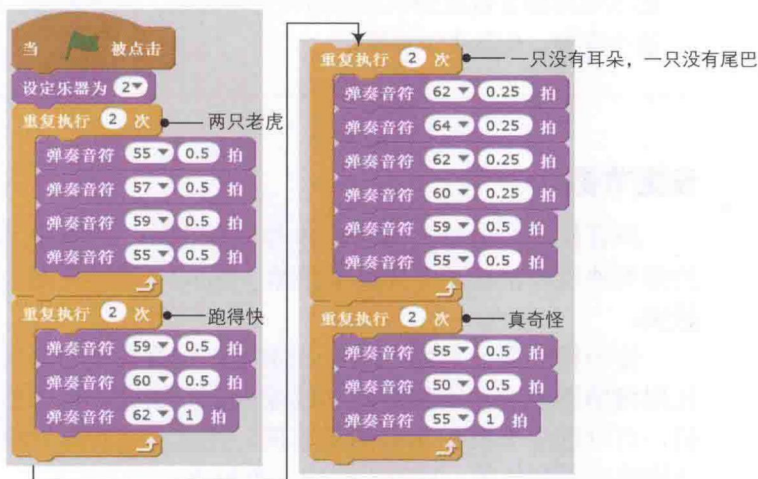 当 被点击
设定乐器为 2
重复执行 2 次 两只老虎
弹奏音符 55 0.5 拍
弹奏音符 57 0.5 拍
弹奏音符 59 0.5 拍
弹奏音符 55 0.5 拍
重复执行 2 次 跑得快
弹奏音符 59 0.5 拍
弹奏音符 60 0.5 拍
弹奏音符 62 1 拍
重复执行 2 次 一只没有耳朵，一只没有尾巴
弹奏音符 62 0.25 拍
弹奏音符 64 0.25 拍
弹奏音符 62 0.25 拍
弹奏音符 60 0.25 拍
弹奏音符 59 0.5 拍
弹奏音符 55 0.5 拍
重复执行 2 次 真奇怪
弹奏音符 55 0.5 拍
弹奏音符 50 0.5 拍
弹奏音符 55 1 拍